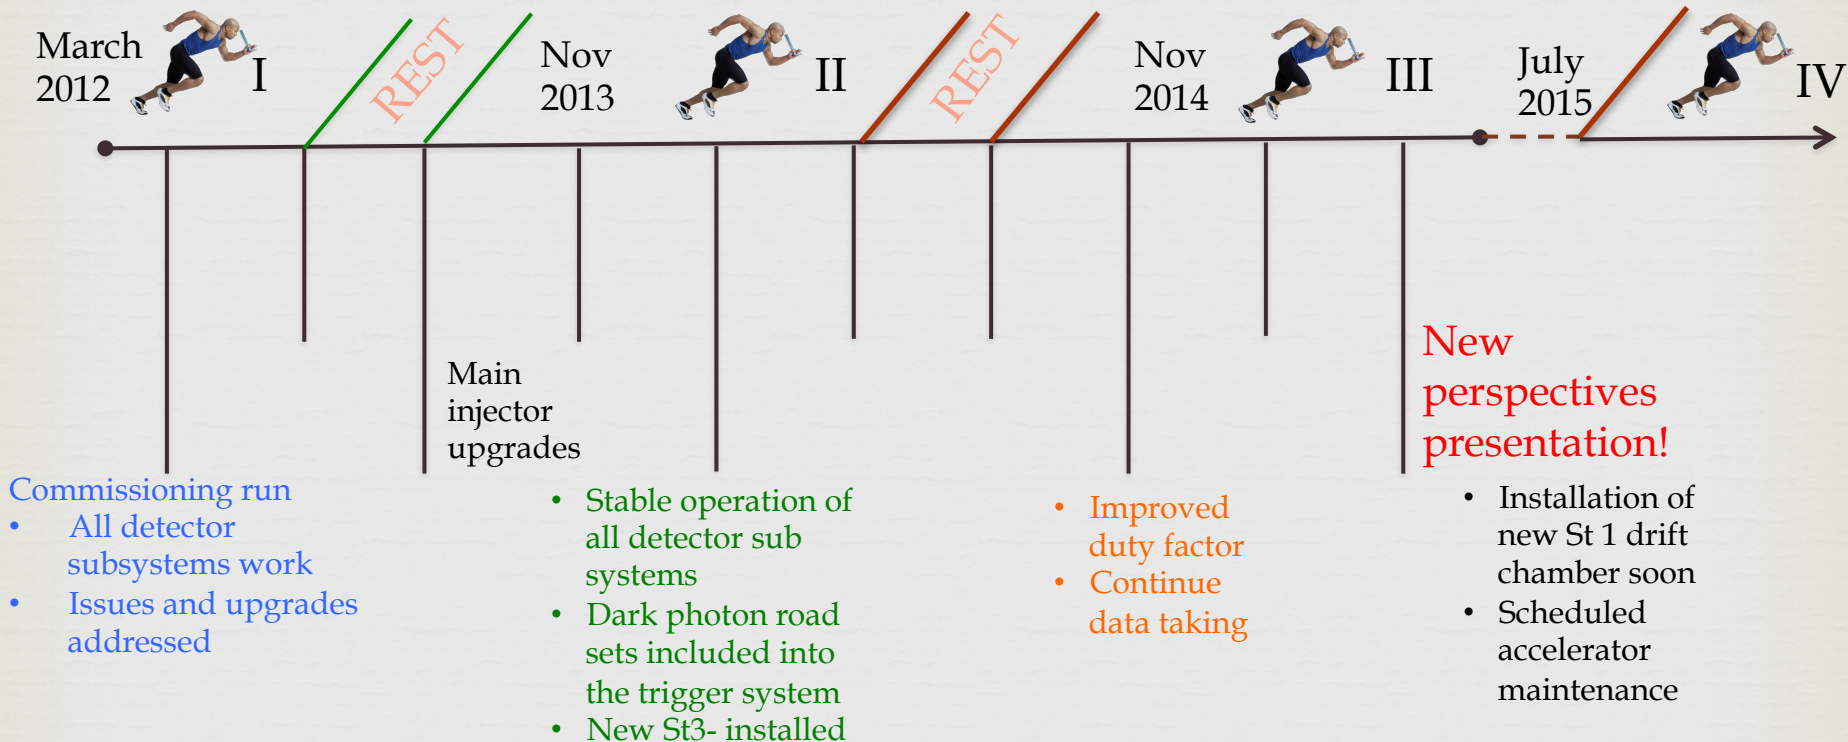 March
2012
I
REST
Nov
2013
II
REST
Nov
2014
III
July
2015
IV
Main
injector
upgrades
New
perspectives
presentation!
Commissioning run
• All detector
subsystems work
• Issues and upgrades
addressed
• Stable operation of
all detector sub
systems
• Dark photon road
sets included into
the trigger system
• New St3- installed
• Improved
duty factor
• Continue
data taking
• Installation of
new St 1 drift
chamber soon
• Scheduled
accelerator
maintenance